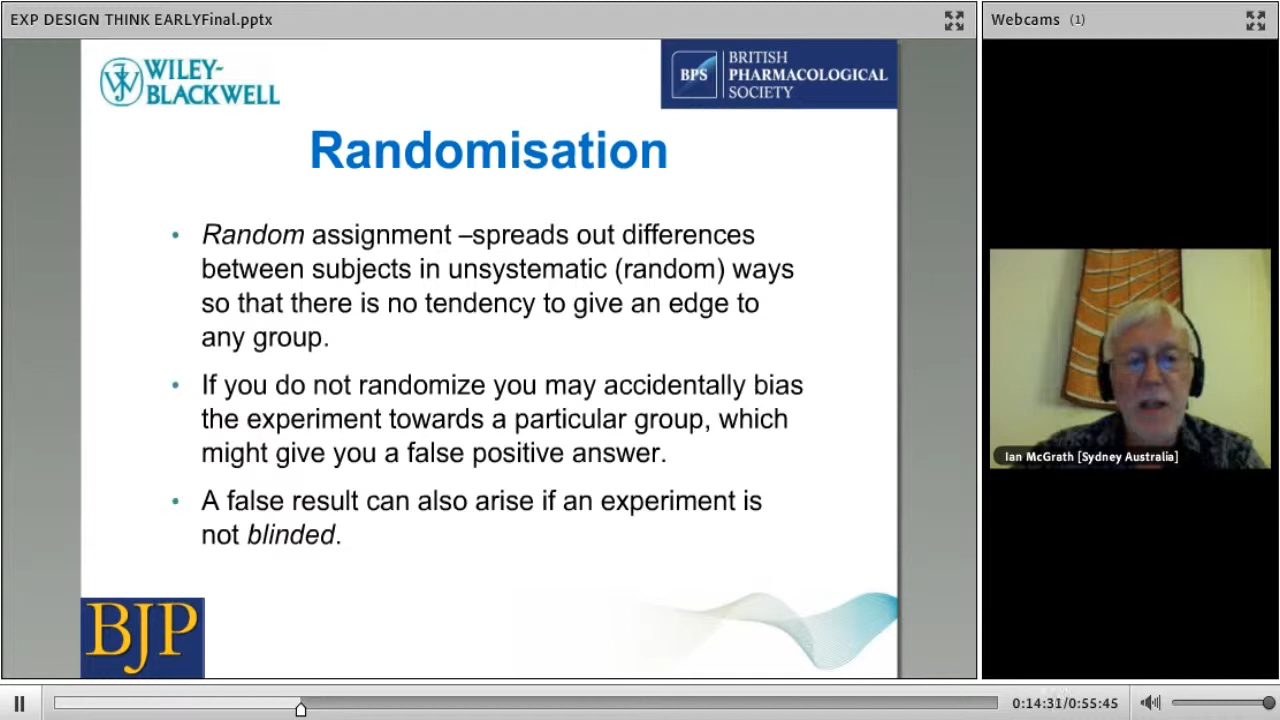 EXP DESIGN THINK EARLYFinal.pptx
Webcams (1)
WILEY-
BLACKWELL
BPS
BRITISH
PHARMACOLOGICAL
SOCIETY
Randomisation
• Random assignment –spreads out differences
between subjects in unsystematic (random) ways
so that there is no tendency to give an edge to
any group.
• If you do not randomize you may accidentally bias
the experiment towards a particular group, which
might give you a false positive answer.
• A false result can also arise if an experiment is
not blinded.
Ian McGrath [Sydney Australia]
BJP
0:14:31/0:55:45